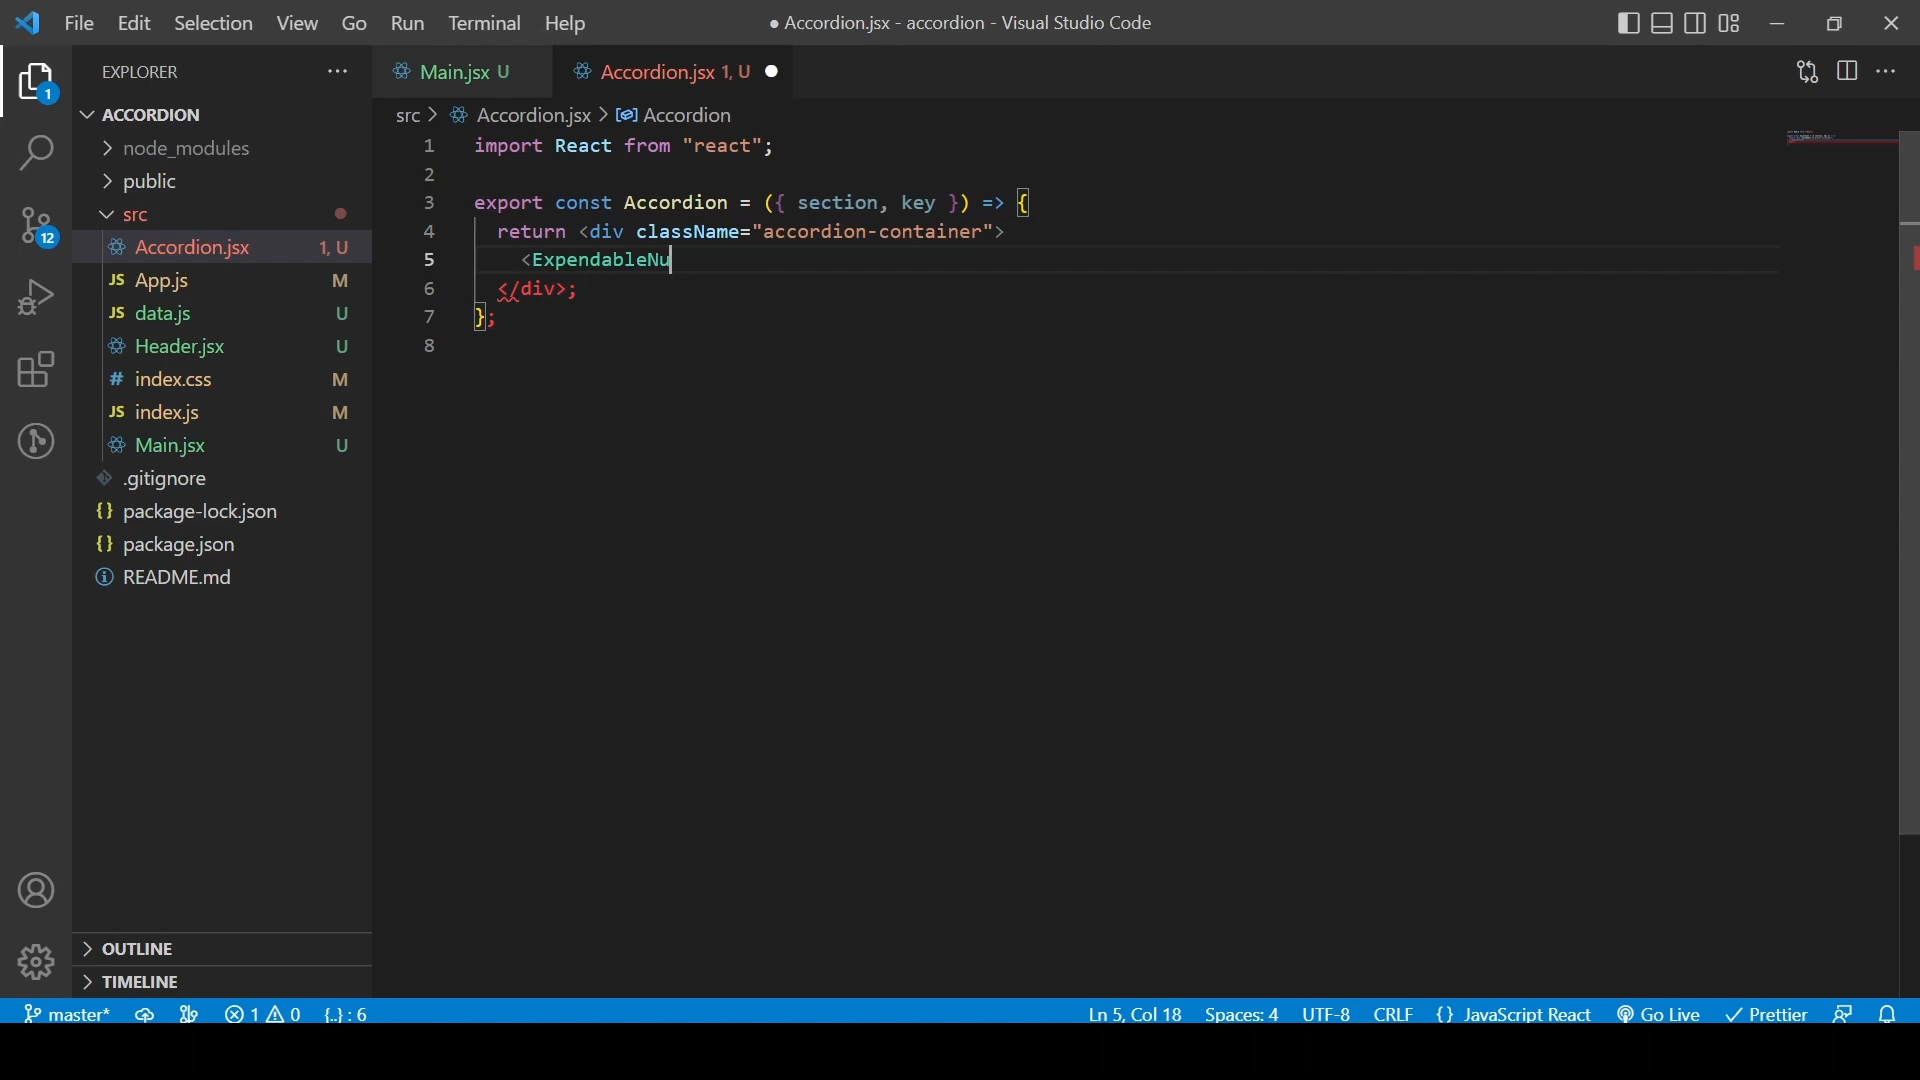 File Edit Selection View Go Run Terminal Help
● Accordion.jsx - accordion - Visual Studio Code
EXPLORER
Main.jsx U
Accordion.jsx 1, U
1
12
ACCORDION
node_modules
public
src
Accordion.jsx 1, U
JS App.js M
JS data.js U
Header.jsx U
# index.css M
JS index.js M
Main.jsx U
.gitignore
{} package-lock.json
{} package.json
README.md
OUTLINE
TIMELINE
src > Accordion.jsx > Accordion
1 import React from "react";
2
3 export const Accordion = ({ section, key }) => {
4 return <div className="accordion-container">
5 <ExpendableNu
6 </div>;
7 };
8
master* 1 0 {..} : 6
Ln 5, Col 18 Spaces: 4 UTF-8 CRLF {} JavaScript React Go Live Prettier